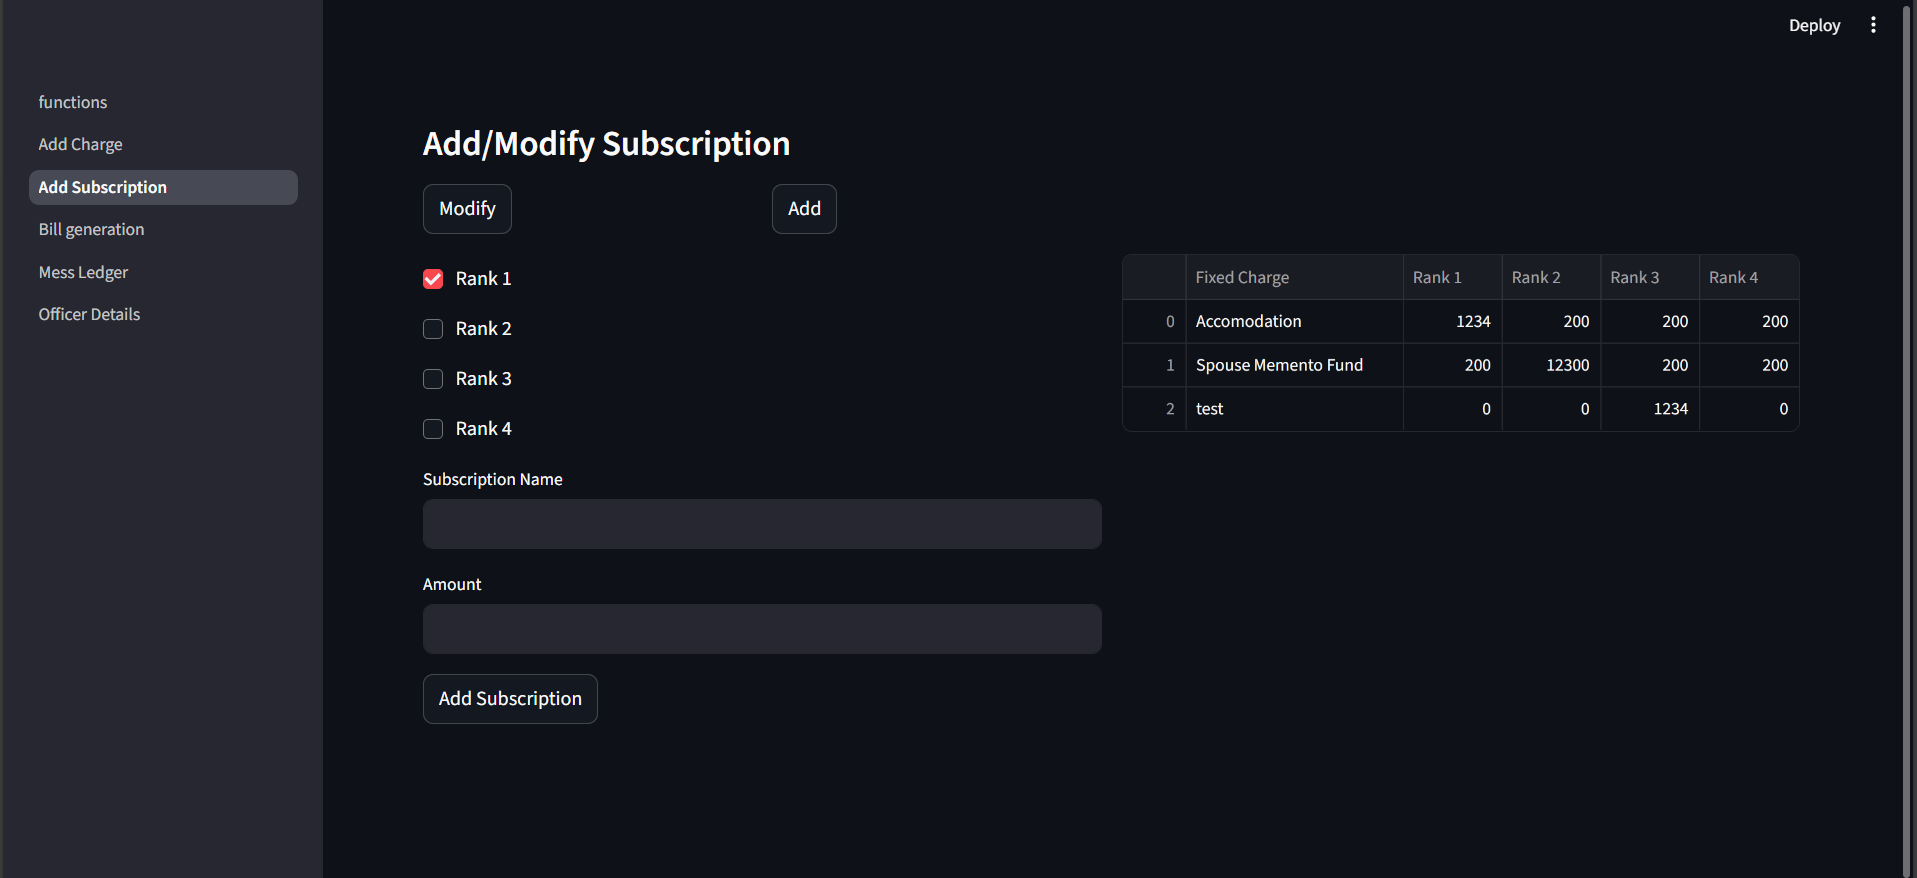 Deploy
functions
Add Charge
Add Subscription
Bill generation
Mess Ledger
Officer Details
Add/Modify Subscription
Modify Add
Rank 1
Rank 2
Rank 3
Rank 4
Subscription Name
Amount
Add Subscription
Fixed Charge Rank 1 Rank 2 Rank 3 Rank 4
0 Accomodation 1234 200 200 200
1 Spouse Memento Fund 200 12300 200 200
2 test 0 0 1234 0